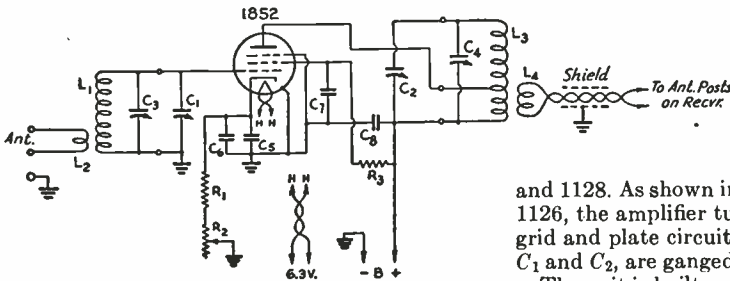 1852
L₁
L₂
Ant.
C₃
C₁
H H
C₆
C₅
R₁
R₂
H H
6.3V.
C₇
C₈
R₃
- B +
C₂
C₄
L₃
L₄
Shield
To Ant. Posts
on Recvr.
and 1128. As shown in
1126, the amplifier tu
grid and plate circuit
C₁ and C₂, are ganged